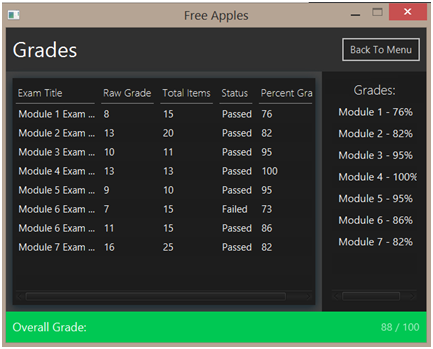 Free Apples
Grades
Back To Menu
Exam Title Raw Grade Total Items Status Percent Gra
Module 1 Exam ... 8 15 Passed 76
Module 2 Exam ... 13 20 Passed 82
Module 3 Exam ... 10 11 Passed 95
Module 4 Exam ... 13 13 Passed 100
Module 5 Exam ... 9 10 Passed 95
Module 6 Exam ... 7 15 Failed 73
Module 6 Exam ... 11 15 Passed 86
Module 7 Exam ... 16 25 Passed 82
Grades:
Module 1 - 76%
Module 2 - 82%
Module 3 - 95%
Module 4 - 100%
Module 5 - 95%
Module 6 - 86%
Module 7 - 82%
Overall Grade: 88 / 100